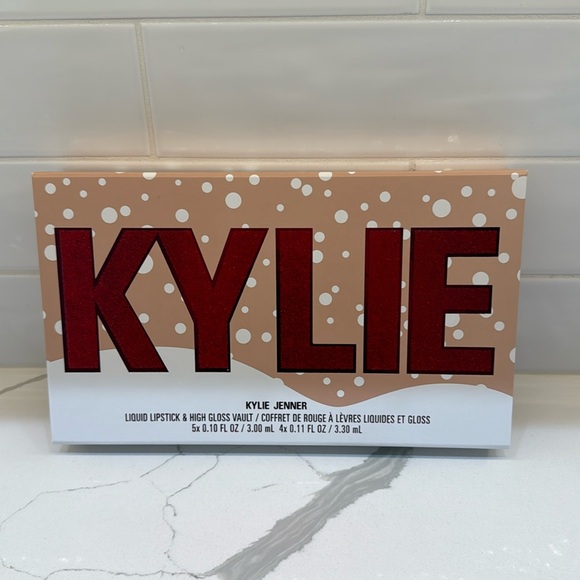 KYLIE
KYLIE JENNER
LIQUID LIPSTICK & HIGH GLOSS VAULT / COFFRET DE ROUGE À LÈVRES LIQUIDES ET GLOSS
5x 0.10 FL OZ / 3.00 mL 4x 0.11 FL OZ / 3.30 mL